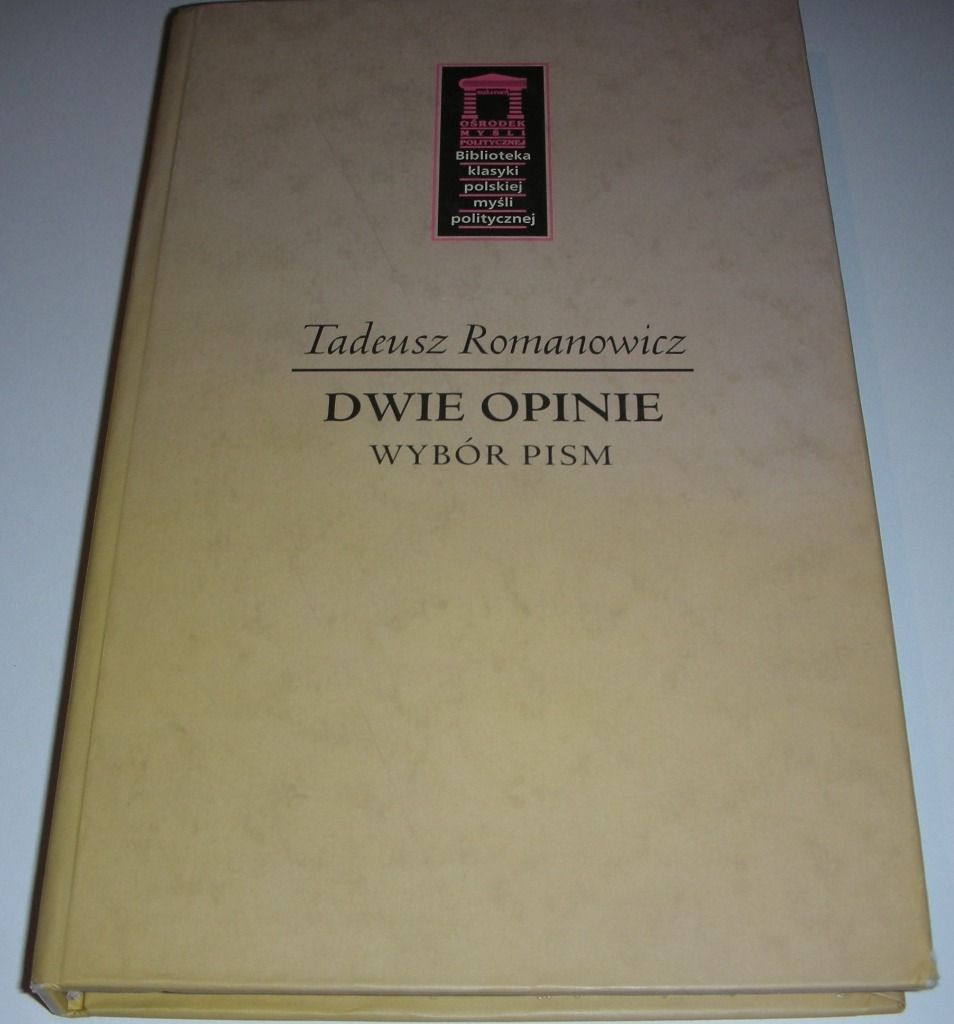 OŚRODEK
MYŚLI
POLITYCZNEJ
Biblioteka
klasyki
polskiej
myśli
politycznej
Tadeusz Romanowicz
DWIE OPINIE
WYBÓR PISM